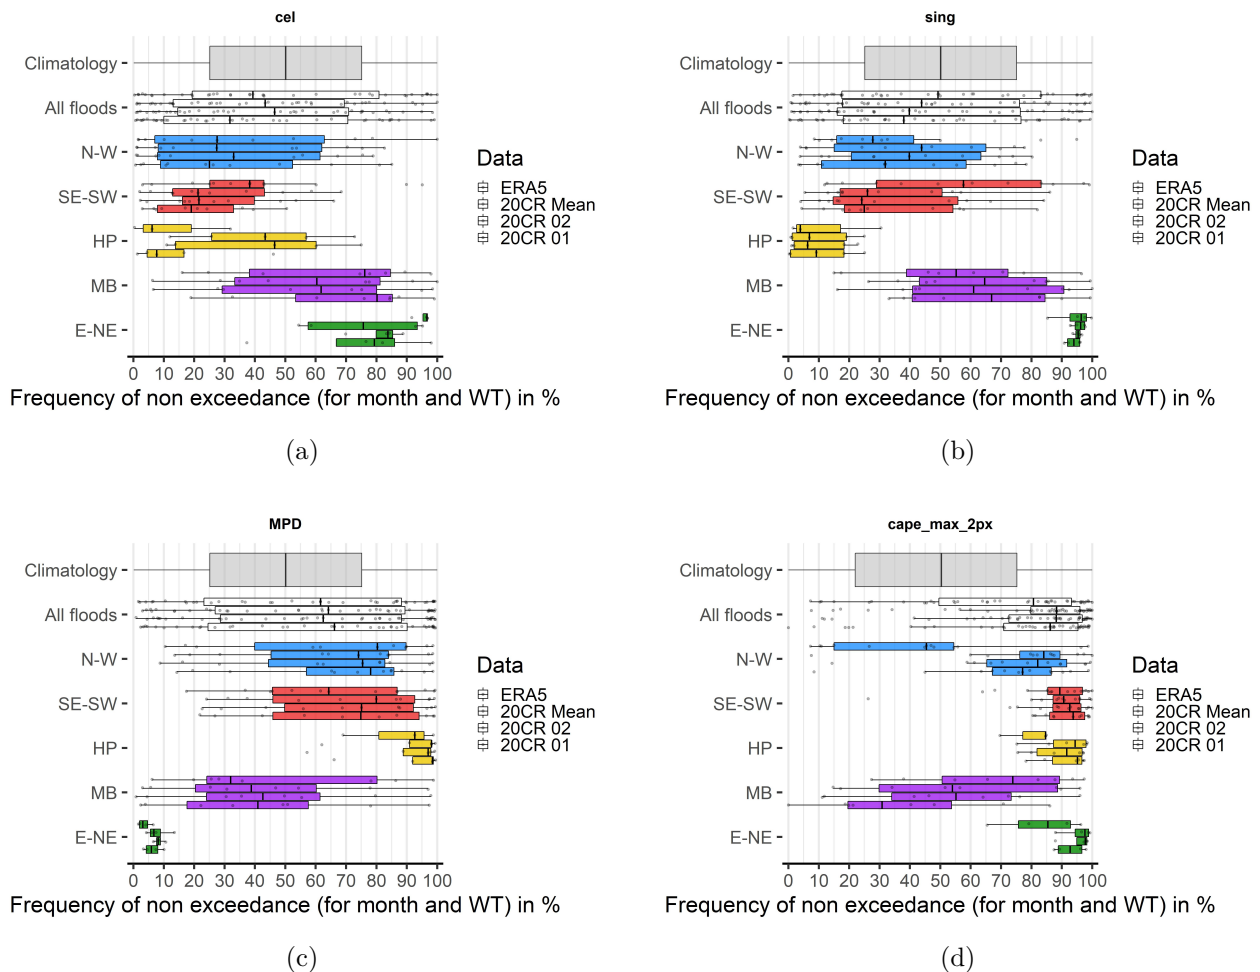 cel
Climatology
All floods
N-W
SE-SW
HP
MB
E-NE
0 10 20 30 40 50 60 70 80 90 100
Frequency of non exceedance (for month and WT) in %
Data
ERA5
20CR Mean
20CR 02
20CR 01
(a)
sing
Climatology
All floods
N-W
SE-SW
HP
MB
E-NE
0 10 20 30 40 50 60 70 80 90 100
Frequency of non exceedance (for month and WT) in %
Data
ERA5
20CR Mean
20CR 02
20CR 01
(b)
MPD
Climatology
All floods
N-W
SE-SW
HP
MB
E-NE
0 10 20 30 40 50 60 70 80 90 100
Frequency of non exceedance (for month and WT) in %
Data
ERA5
20CR Mean
20CR 02
20CR 01
(c)
cape_max_2px
Climatology
All floods
N-W
SE-SW
HP
MB
E-NE
0 10 20 30 40 50 60 70 80 90 100
Frequency of non exceedance (for month and WT) in %
Data
ERA5
20CR Mean
20CR 02
20CR 01
(d)